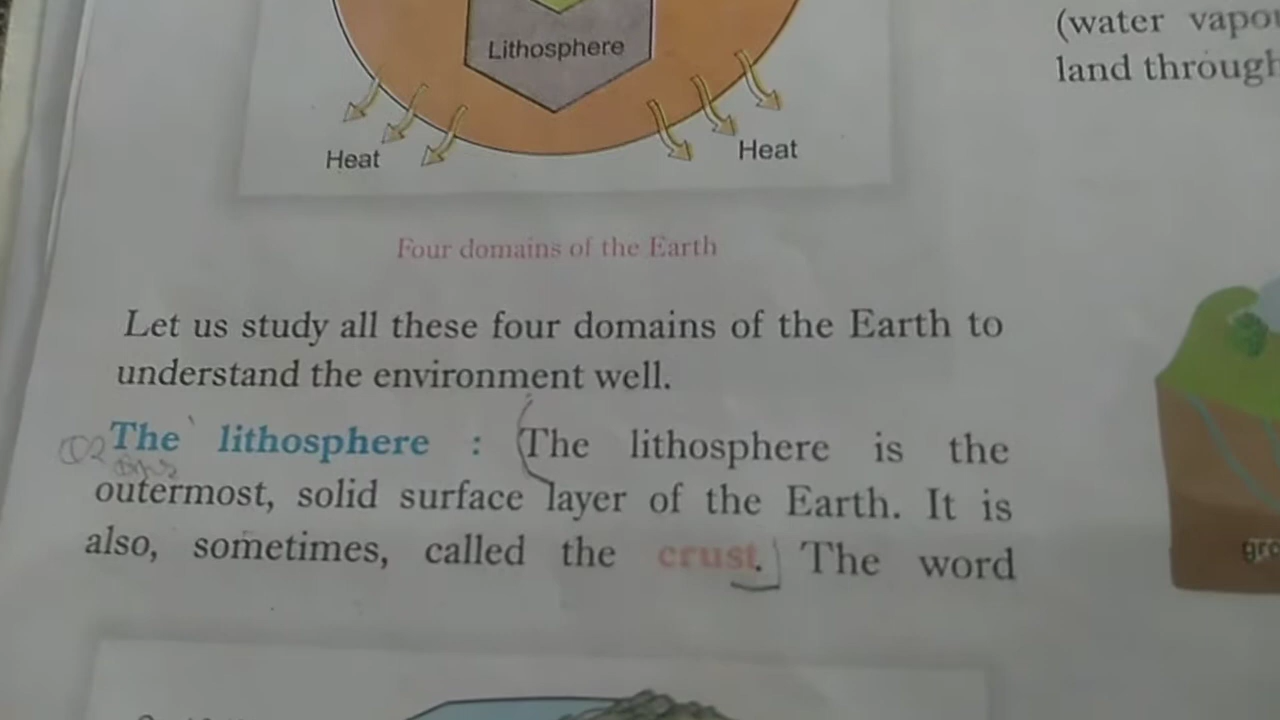 Lithosphere
Heat
Heat
Four domains of the Earth
Let us study all these four domains of the Earth to
understand the environment well.
The lithosphere : The lithosphere is the
outermost, solid surface layer of the Earth. It is
also, sometimes, called the crust. The word
(water
land through